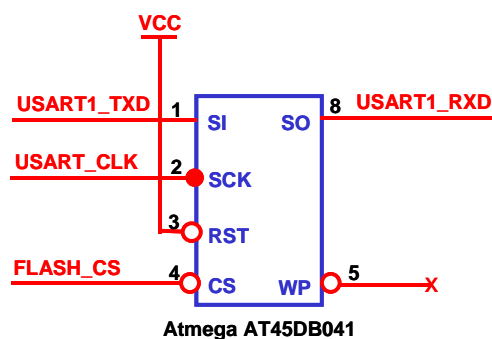 VCC
USART1_TXD 1 SI SO 8 USART1_RXD
USART_CLK 2 SCK
3 RST
FLASH_CS 4 CS WP 5 X
Atmega AT45DB041